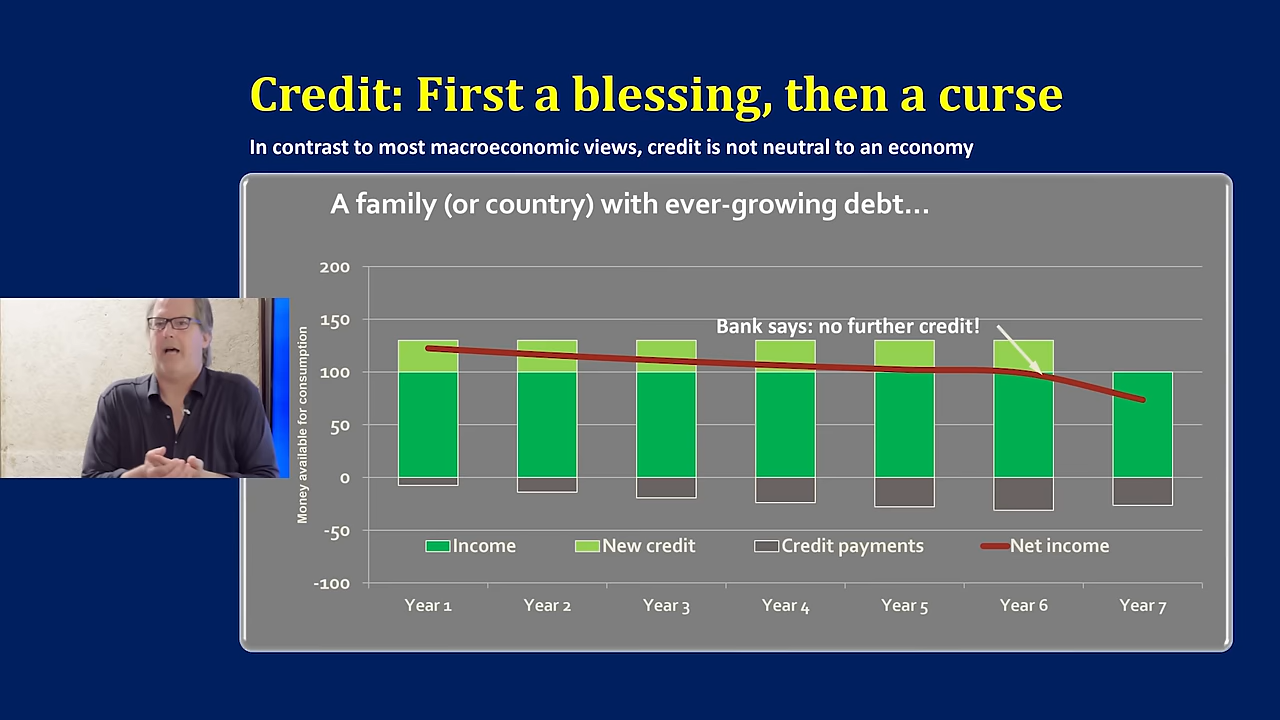 Credit: First a blessing, then a curse
In contrast to most macroeconomic views, credit is not neutral to an economy
A family (or country) with ever-growing debt...
Money available for consumption
200
150
100
50
0
-50
-100
Bank says: no further credit!
Income
New credit
Credit payments
Net income
Year 1
Year 2
Year 3
Year 4
Year 5
Year 6
Year 7